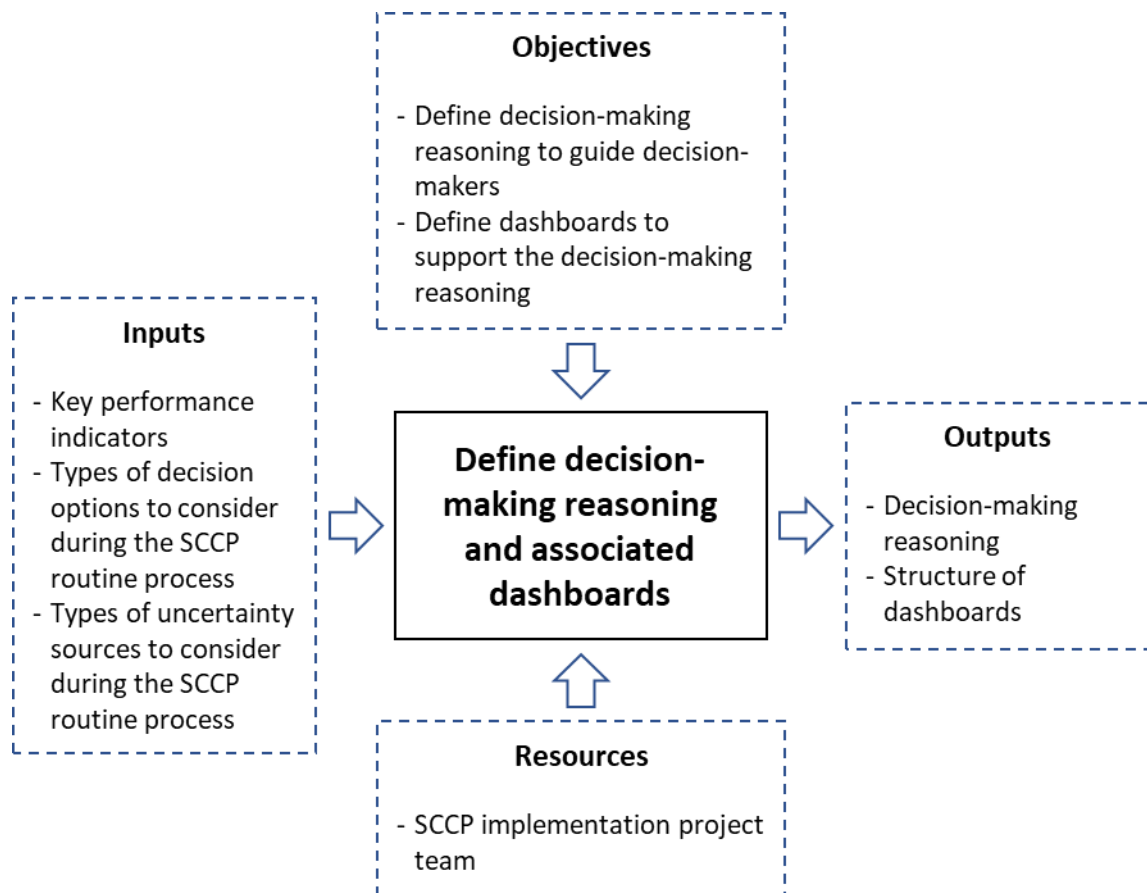 Objectives
- Define decision-making
reasoning to guide decision-
makers
- Define dashboards to
support the decision-making
reasoning
Inputs
- Key performance
indicators
- Types of decision
options to consider
during the SCCP
routine process
- Types of uncertainty
sources to consider
during the SCCP
routine process
Define decision-
making reasoning
and associated
dashboards
Outputs
- Decision-making
reasoning
- Structure of
dashboards
Resources
- SCCP implementation project
team